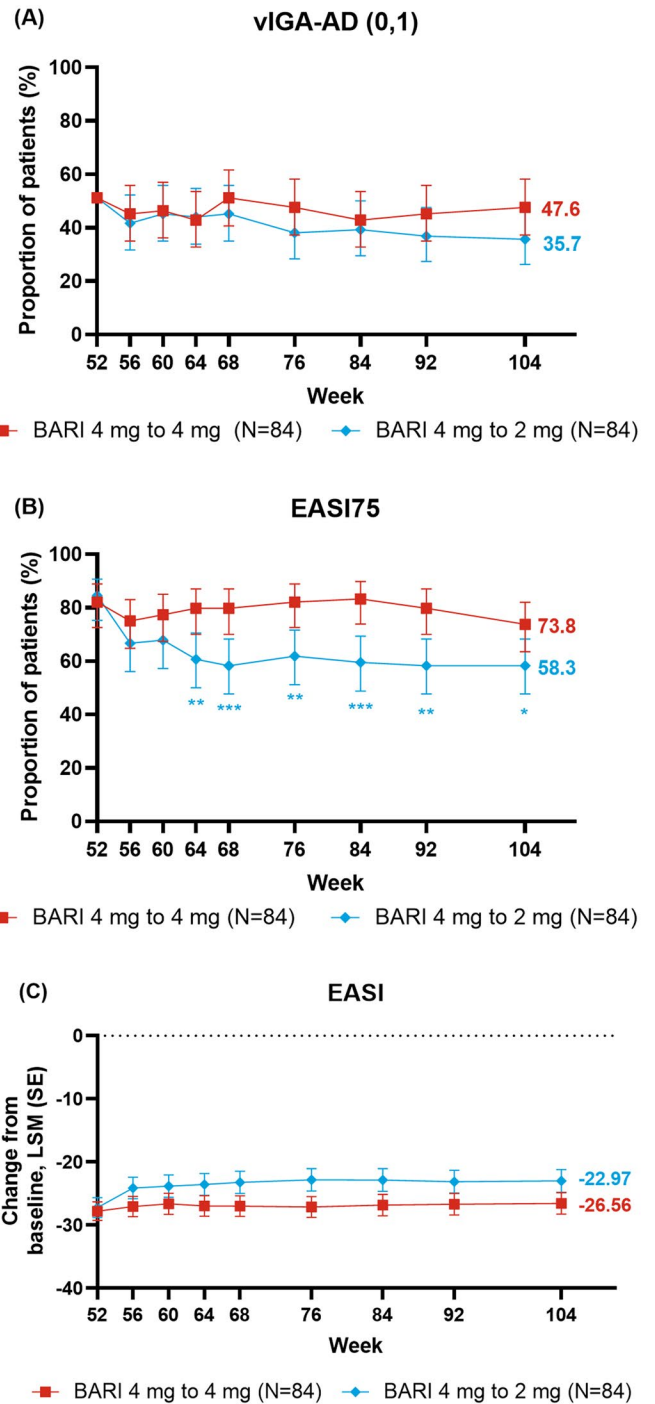 (A)
vIGA-AD (0,1)
Proportion of patients (%)
100
80
60
40
20
0
47.6
35.7
52 56 60 64 68 76 84 92 104
Week
BARI 4 mg to 4 mg (N=84) BARI 4 mg to 2 mg (N=84)
(B)
EASI75
Proportion of patients (%)
100
80
60
40
20
0
73.8
58.3
** *** ** *** ** *
52 56 60 64 68 76 84 92 104
Week
BARI 4 mg to 4 mg (N=84) BARI 4 mg to 2 mg (N=84)
(C)
EASI
Change from
baseline, LSM (SE)
0
-10
-20
-30
-40
-22.97
-26.56
52 56 60 64 68 76 84 92 104
Week
BARI 4 mg to 4 mg (N=84) BARI 4 mg to 2 mg (N=84)